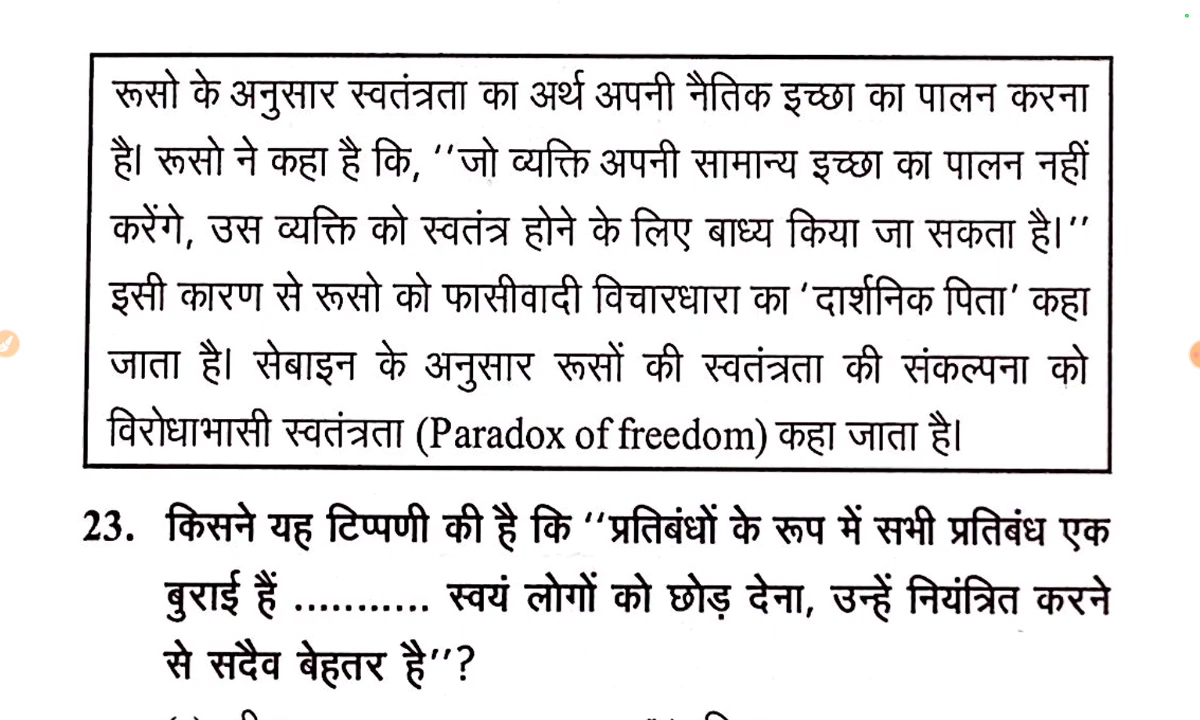 रूसो के अनुसार स्वतंत्रता का अर्थ अपनी नैतिक इच्छा का पालन करना
है। रूसो ने कहा है कि, ‘‘जो व्यक्ति अपनी सामान्य इच्छा का पालन नहीं
करेंगे, उस व्यक्ति को स्वतंत्र होने के लिए बाध्य किया जा सकता है।’’
इसी कारण से रूसो को फासीवादी विचारधारा का ‘दार्शनिक पिता’ कहा
जाता है। सेबाइन के अनुसार रूसों की स्वतंत्रता की संकल्पना को
विरोधाभासी स्वतंत्रता (Paradox of freedom) कहा जाता है।
23. किसने यह टिप्पणी की है कि ‘‘प्रतिबंधों के रूप में सभी प्रतिबंध एक
बुराई हैं ........... स्वयं लोगों को छोड़ देना, उन्हें नियंत्रित करने
से सदैव बेहतर है’’?